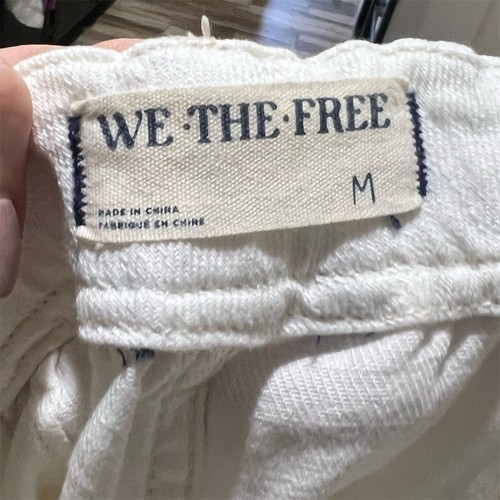 WE·THE·FREE
M
MADE IN CHINA
FABRIQUÉ EN CHINE